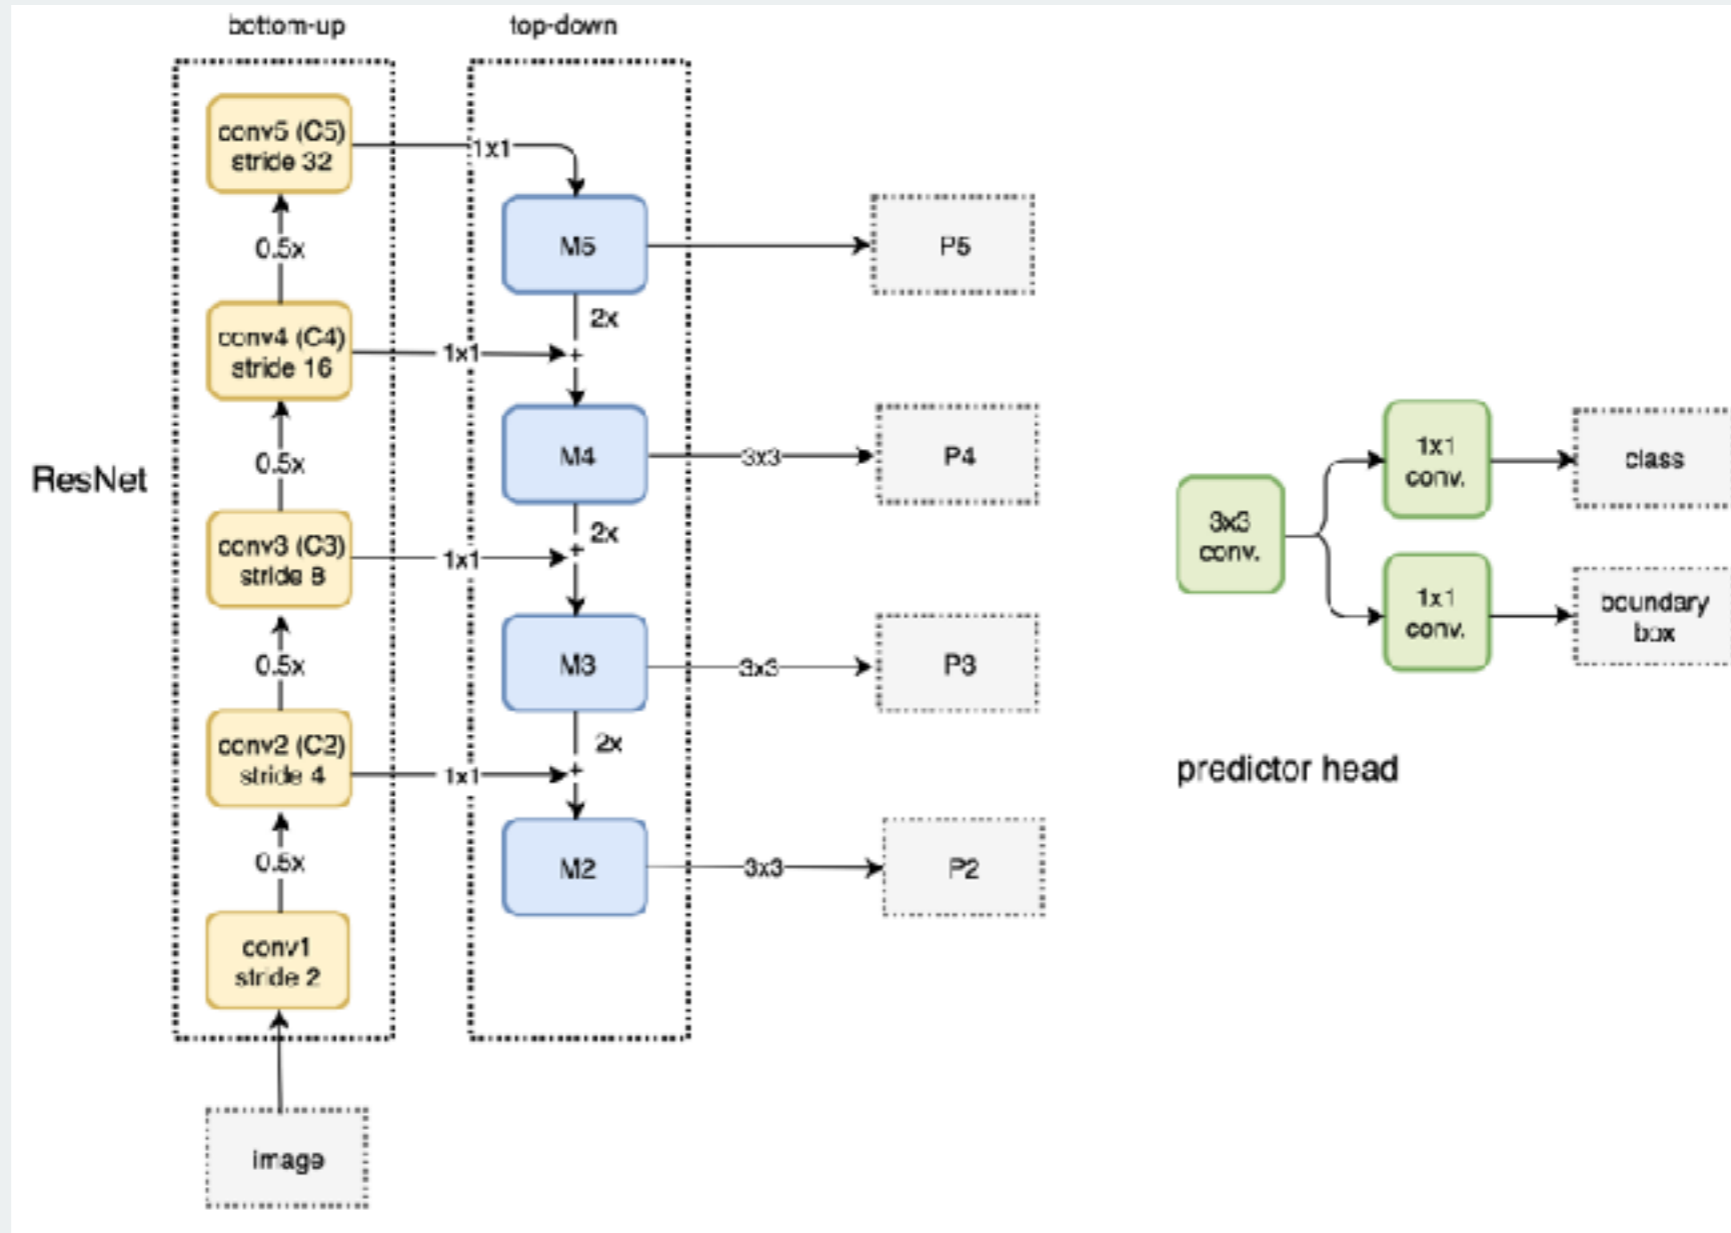 bottom-up
top-down
conv5 (C5)
stride 32
1x1
M5
P5
0.5x
2x
conv4 (C4)
stride 16
1x1
+
M4
3x3
P4
0.5x
2x
conv3 (C3)
stride 8
1x1
+
M3
3x3
P3
0.5x
2x
conv2 (C2)
stride 4
1x1
+
M2
3x3
P2
0.5x
conv1
stride 2
image
ResNet
3x3
conv.
1x1
conv.
class
1x1
conv.
boundary
box
predictor head